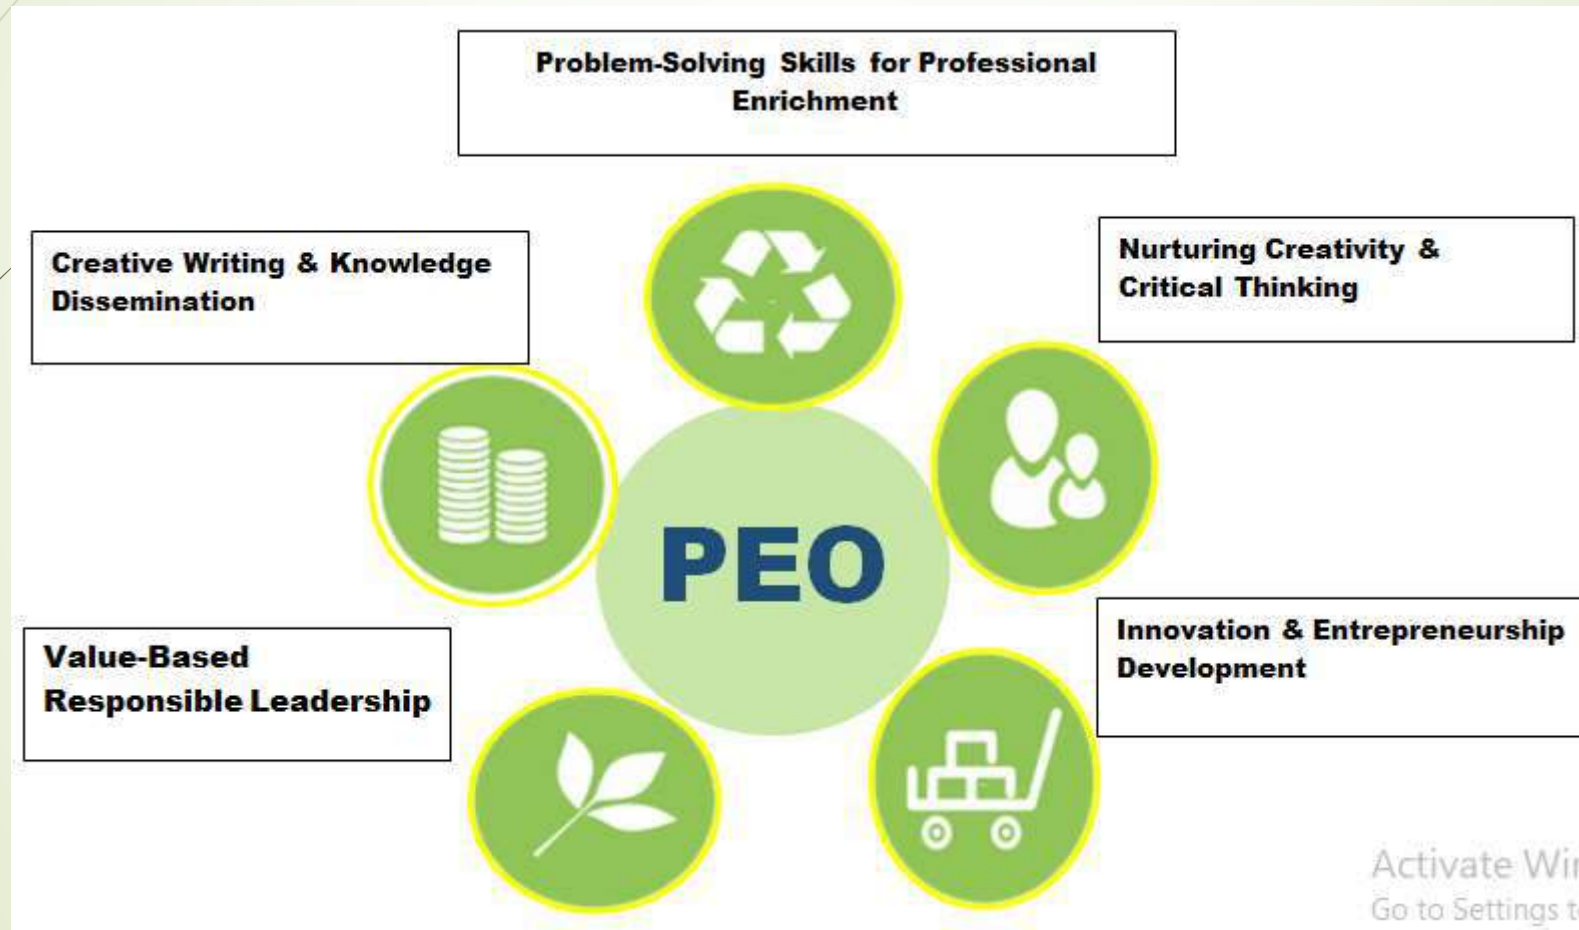 Problem-Solving Skills for Professional
Enrichment
Creative Writing & Knowledge
Dissemination
Nurturing Creativity &
Critical Thinking
PEO
Value-Based
Responsible Leadership
Innovation & Entrepreneurship
Development
Activate
Go to Settings